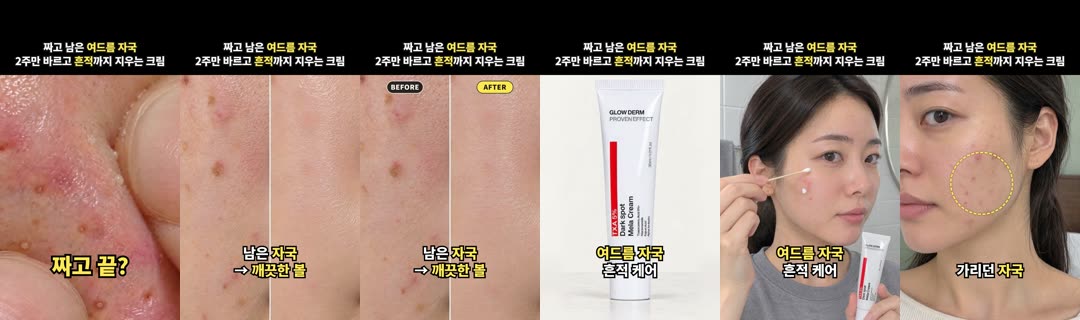 짜고 남은 여드름 자국
2주만 바르고 흔적까지 지우는 크림
짜고 끝?
짜고 남은 여드름 자국
2주만 바르고 흔적까지 지우는 크림
남은 자국
→ 깨끗한 볼
짜고 남은 여드름 자국
2주만 바르고 흔적까지 지우는 크림
BEFORE
AFTER
남은 자국
→ 깨끗한 볼
짜고 남은 여드름 자국
2주만 바르고 흔적까지 지우는 크림
GLOW DERM
PROVEN EFFECT
TXA 5%
Dark Spot
Mela Cream
여드름 자국
흔적 케어
짜고 남은 여드름 자국
2주만 바르고 흔적까지 지우는 크림
GLOW DERM
여드름 자국
흔적 케어
짜고 남은 여드름 자국
2주만 바르고 흔적까지 지우는 크림
가리던 자국